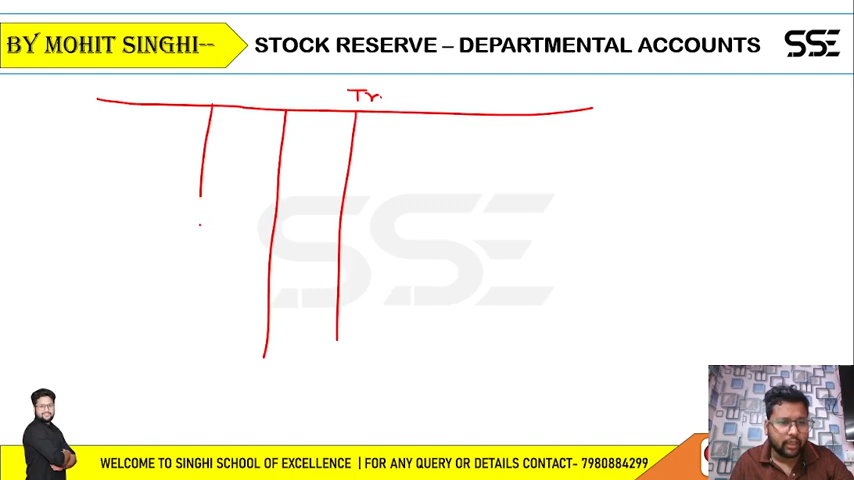 BY MOHIT SINGHI--
STOCK RESERVE – DEPARTMENTAL ACCOUNTS
SSE
Tr.
SSE
WELCOME TO SINGHI SCHOOL OF EXCELLENCE | FOR ANY QUERY OR DETAILS CONTACT- 7980884299